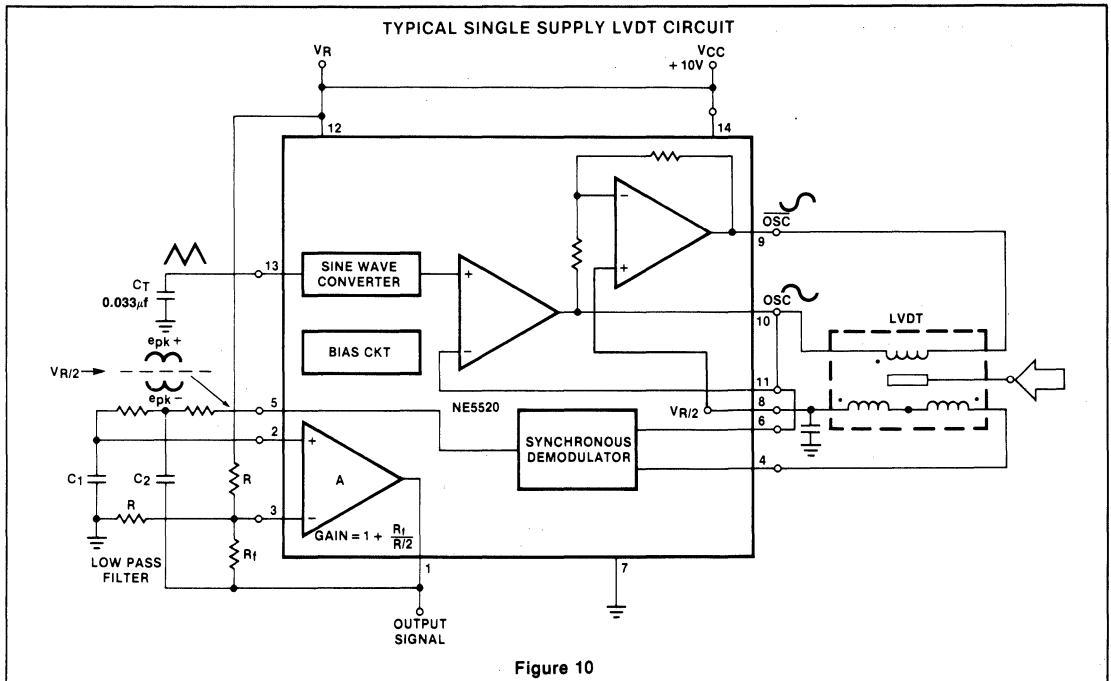 TYPICAL SINGLE SUPPLY LVDT CIRCUIT
VR
VCC
+10V
12
14
OSC
9
13
SINE WAVE
CONVERTER
+
-
-
+
CT
0.033µf
OSC
10
LVDT
epk+
BIAS CKT
VR/2
epk-
11
5
NE5520
VR/2
8
6
2
+
SYNCHRONOUS
DEMODULATOR
4
C1
C2
R
A
R
3
-
GAIN = 1 + Rf
R/2
LOW PASS
FILTER
Rf
1
7
OUTPUT
SIGNAL
Figure 10